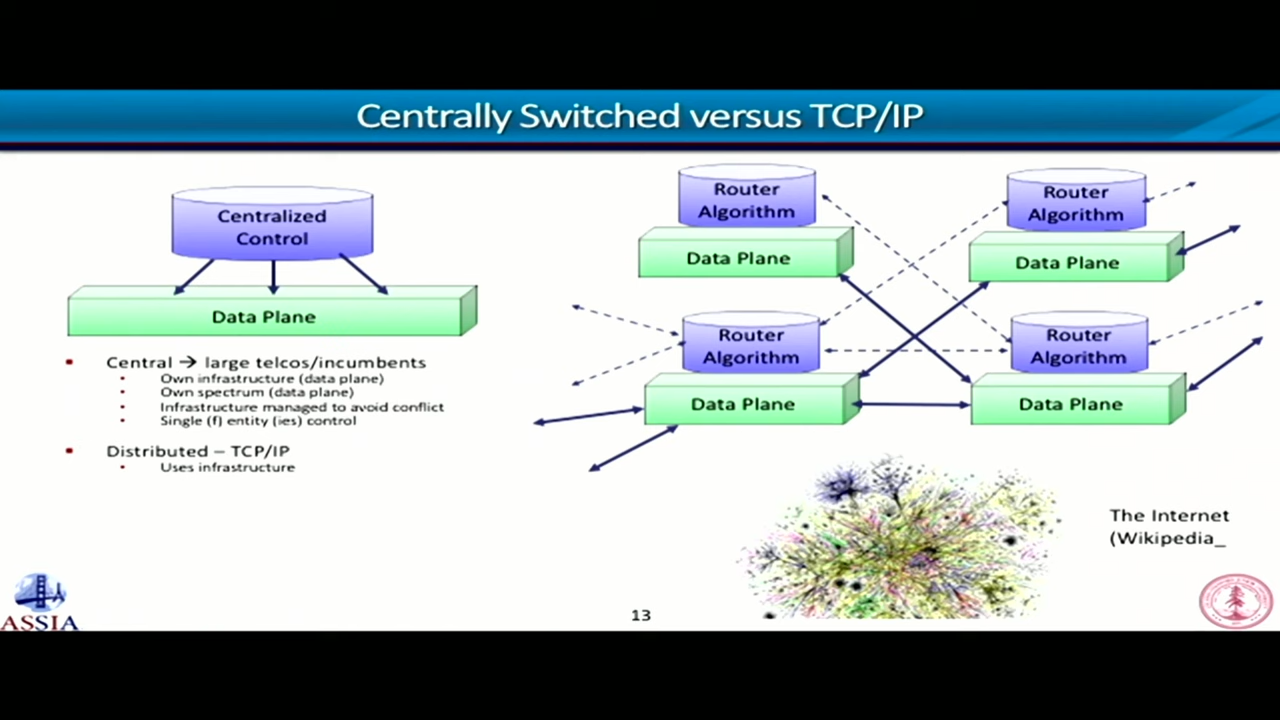 Centrally Switched versus TCP/IP
Centralized
Control
Data Plane
• Central → large telcos/incumbents
• Own infrastructure (data plane)
• Own spectrum (data plane)
• Infrastructure managed to avoid conflict
• Single (f) entity (ies) control
• Distributed – TCP/IP
• Uses infrastructure
Router
Algorithm
Data Plane
Router
Algorithm
Data Plane
Router
Algorithm
Data Plane
Router
Algorithm
Data Plane
The Internet
(Wikipedia_
ASSIA
13